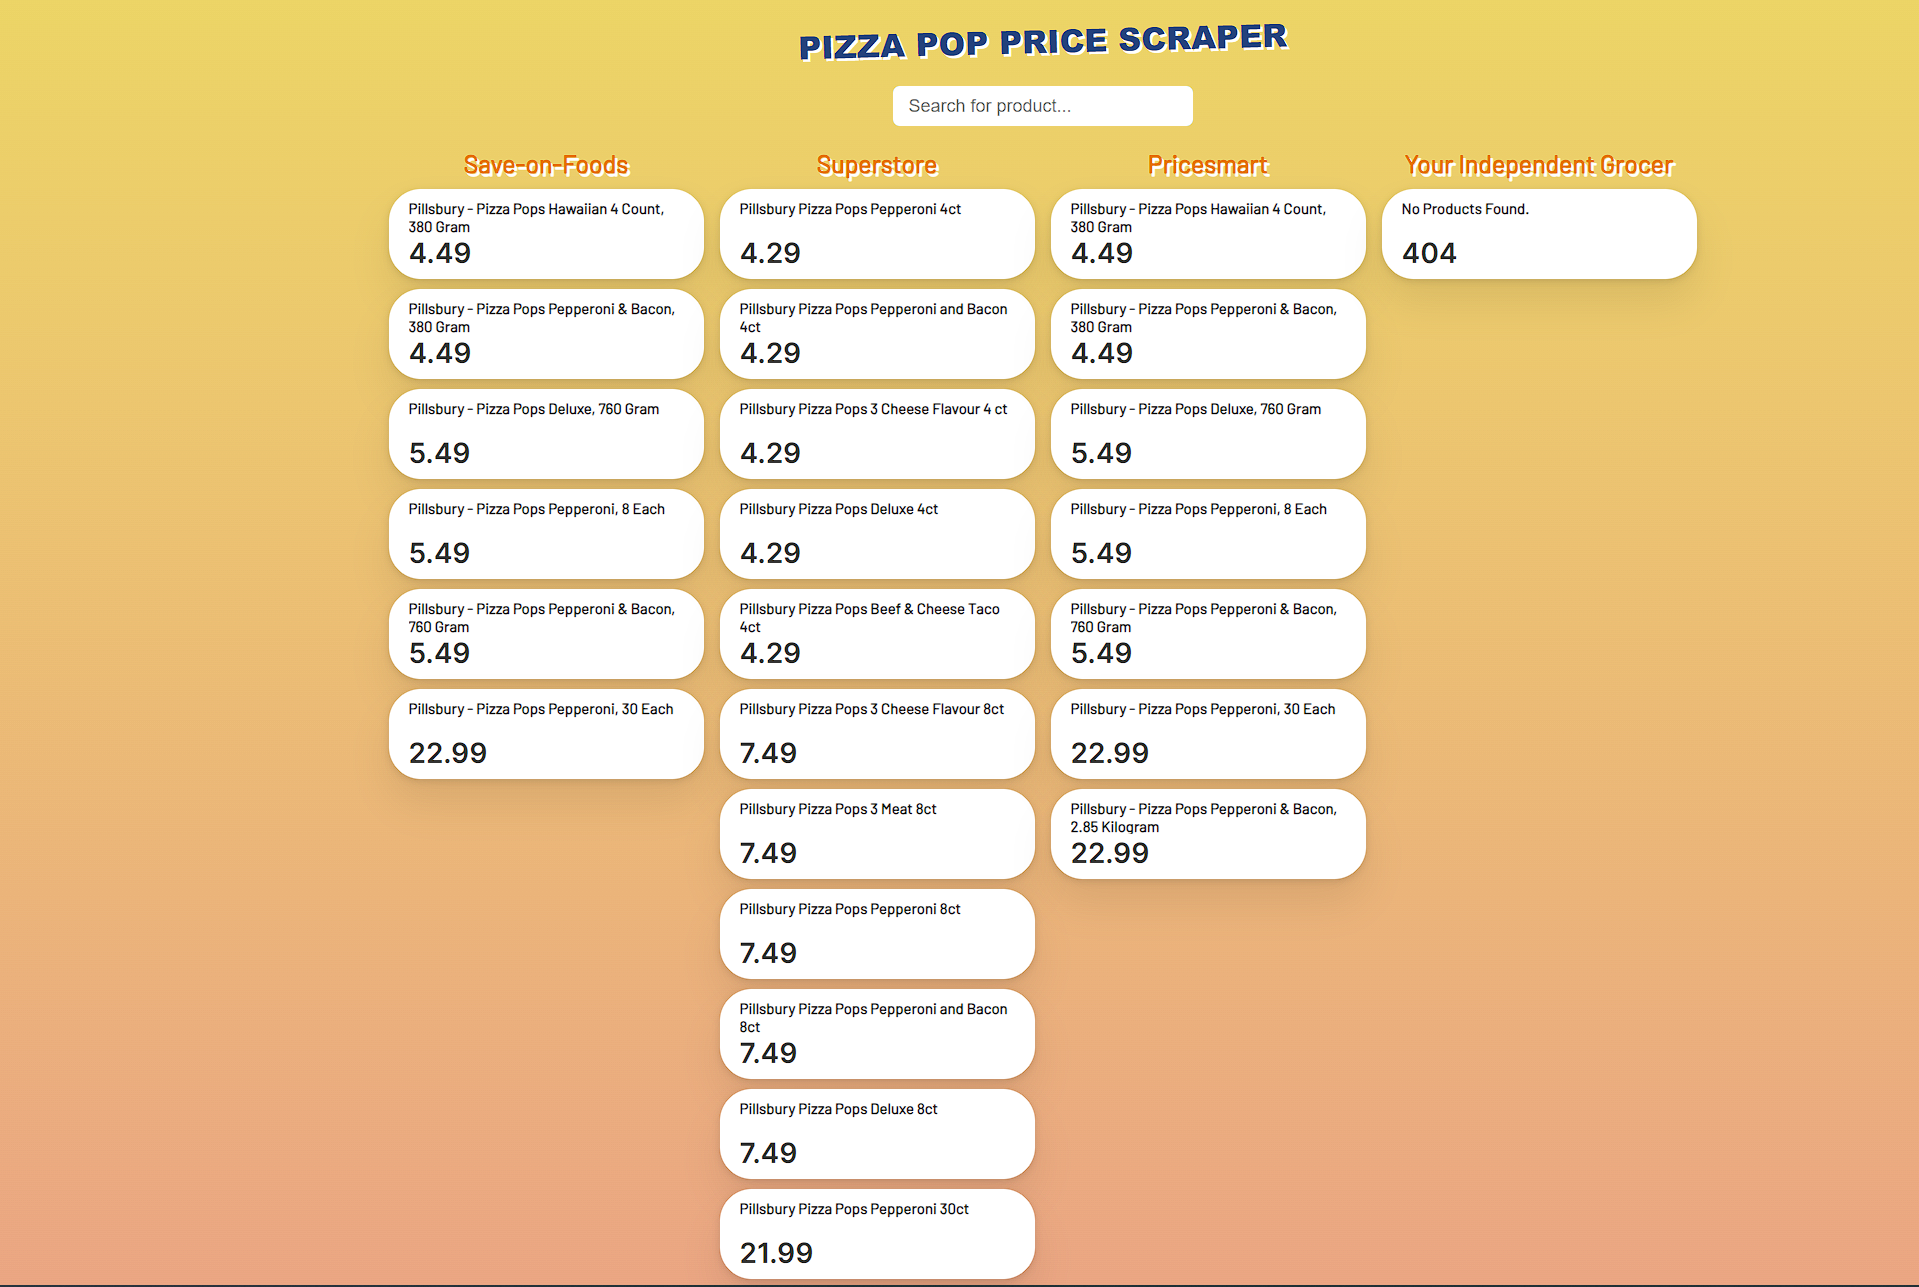 PIZZA POP PRICE SCRAPER
Search for product...
Save-on-Foods
Pillsbury - Pizza Pops Hawaiian 4 Count,
380 Gram
4.49
Pillsbury - Pizza Pops Pepperoni & Bacon,
380 Gram
4.49
Pillsbury - Pizza Pops Deluxe, 760 Gram
5.49
Pillsbury - Pizza Pops Pepperoni, 8 Each
5.49
Pillsbury - Pizza Pops Pepperoni & Bacon,
760 Gram
5.49
Pillsbury - Pizza Pops Pepperoni, 30 Each
22.99
Superstore
Pillsbury Pizza Pops Pepperoni 4ct
4.29
Pillsbury Pizza Pops Pepperoni and Bacon
4ct
4.29
Pillsbury Pizza Pops 3 Cheese Flavour 4 ct
4.29
Pillsbury Pizza Pops Deluxe 4ct
4.29
Pillsbury Pizza Pops Beef & Cheese Taco
4ct
4.29
Pillsbury Pizza Pops 3 Cheese Flavour 8ct
7.49
Pillsbury Pizza Pops 3 Meat 8ct
7.49
Pillsbury Pizza Pops Pepperoni 8ct
7.49
Pillsbury Pizza Pops Pepperoni and Bacon
8ct
7.49
Pillsbury Pizza Pops Deluxe 8ct
7.49
Pillsbury Pizza Pops Pepperoni 30ct
21.99
Pricesmart
Pillsbury - Pizza Pops Hawaiian 4 Count,
380 Gram
4.49
Pillsbury - Pizza Pops Pepperoni & Bacon,
380 Gram
4.49
Pillsbury - Pizza Pops Deluxe, 760 Gram
5.49
Pillsbury - Pizza Pops Pepperoni, 8 Each
5.49
Pillsbury - Pizza Pops Pepperoni & Bacon,
760 Gram
5.49
Pillsbury - Pizza Pops Pepperoni, 30 Each
22.99
Pillsbury - Pizza Pops Pepperoni & Bacon,
2.85 Kilogram
22.99
Your Independent Grocer
No Products Found.
404